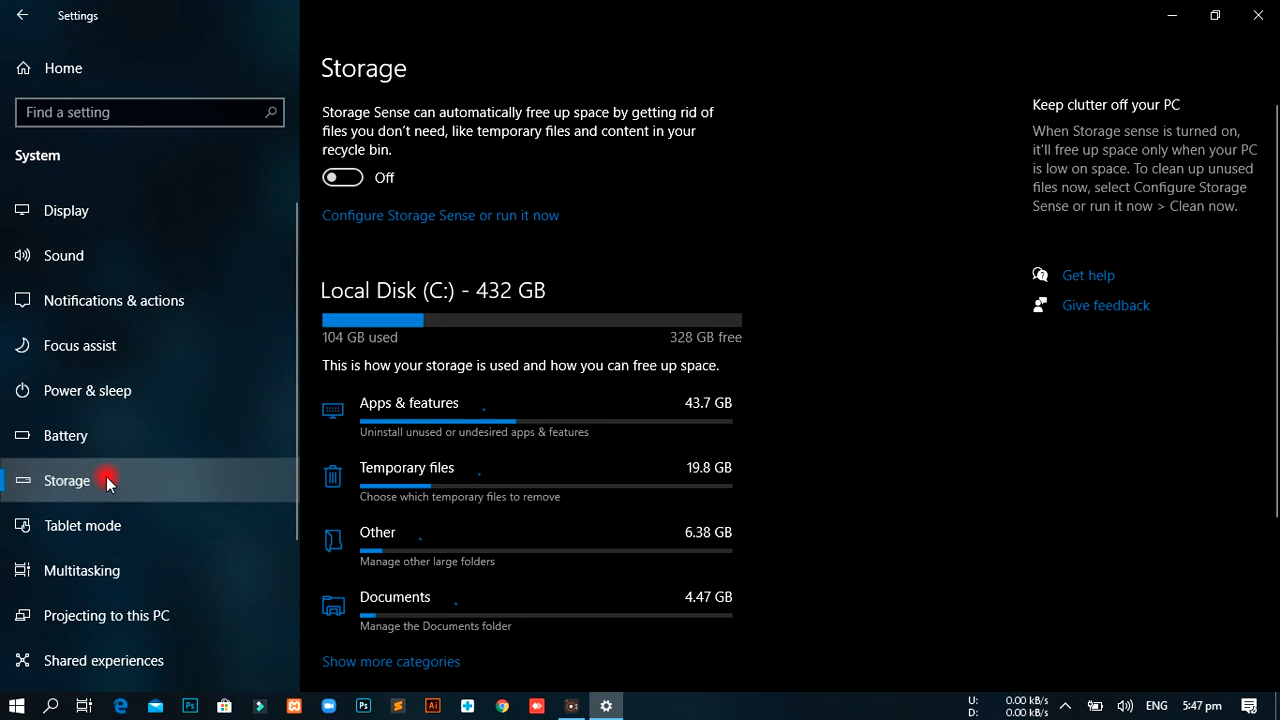 Settings
Home
Find a setting
System
Display
Sound
Notifications & actions
Focus assist
Power & sleep
Battery
Storage
Tablet mode
Multitasking
Projecting to this PC
Shared experiences
Storage
Storage Sense can automatically free up space by getting rid of
files you don't need, like temporary files and content in your
recycle bin.
Off
Configure Storage Sense or run it now
Local Disk (C:) - 432 GB
104 GB used 328 GB free
This is how your storage is used and how you can free up space.
Apps & features 43.7 GB
Uninstall unused or undesired apps & features
Temporary files 19.8 GB
Choose which temporary files to remove
Other 6.38 GB
Manage other large folders
Documents 4.47 GB
Manage the Documents folder
Show more categories
Keep clutter off your PC
When Storage sense is turned on,
it'll free up space only when your PC
is low on space. To clean up unused
files now, select Configure Storage
Sense or run it now > Clean now.
Get help
Give feedback
Ps
Ps
Ai
U: 0.00 kB/s
D: 0.00 kB/s
ENG
5:47 pm